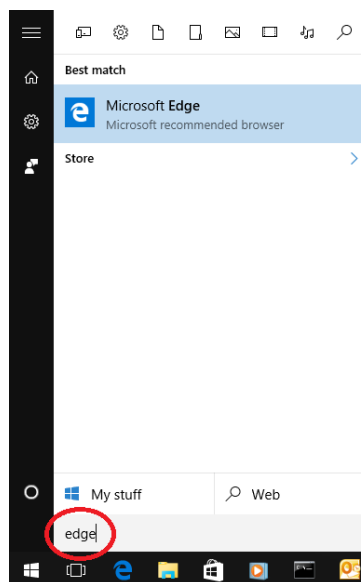 Best match
Microsoft Edge
Microsoft recommended browser
Store
My stuff
Web
edge